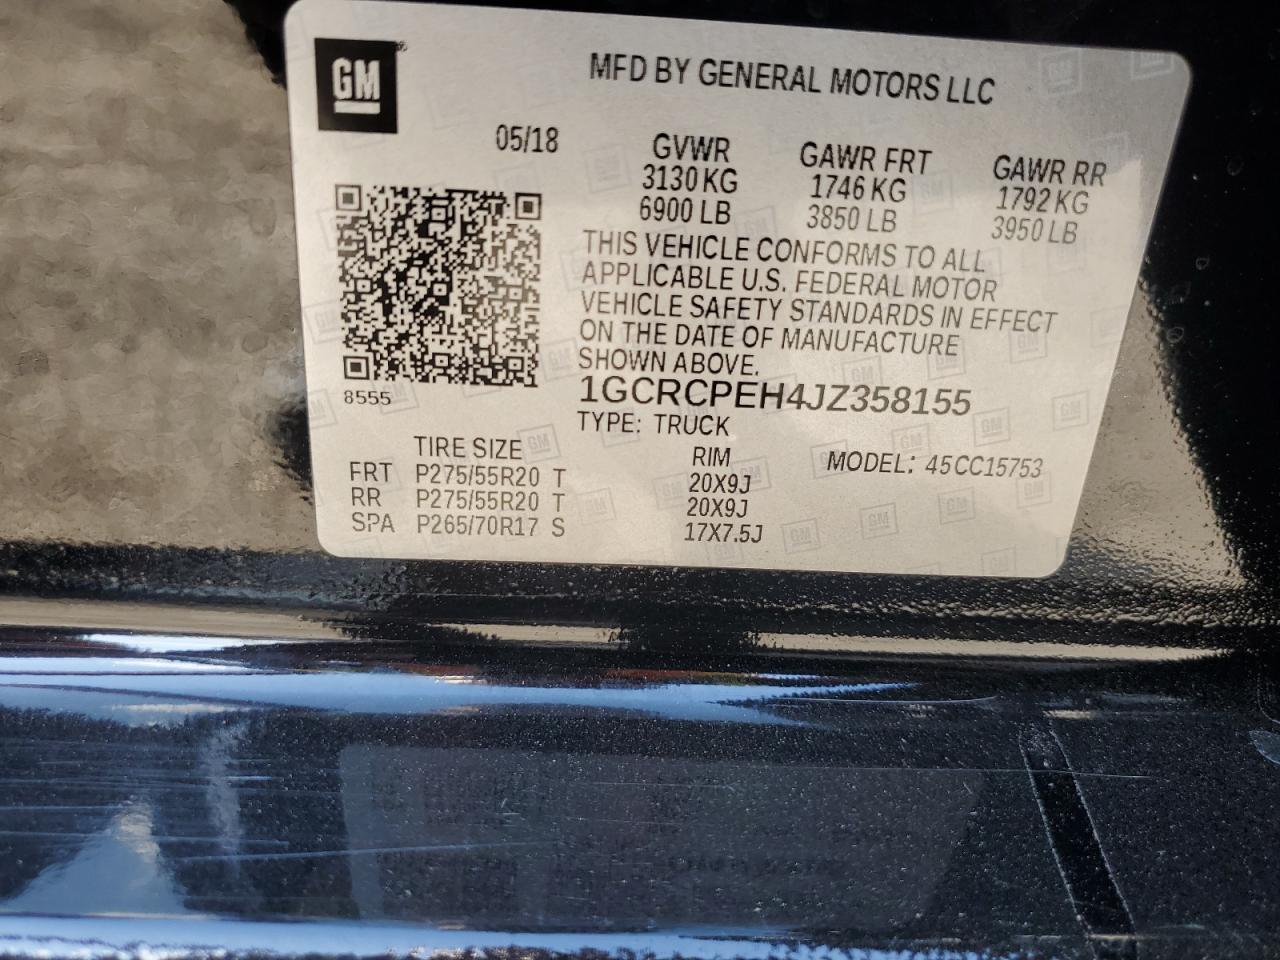 GM
MFD BY GENERAL MOTORS LLC
05/18
GVWR
3130 KG
6900 LB
GAWR FRT
1746 KG
3850 LB
GAWR RR
1792 KG
3950 LB
THIS VEHICLE CONFORMS TO ALL
APPLICABLE U.S. FEDERAL MOTOR
VEHICLE SAFETY STANDARDS IN EFFECT
ON THE DATE OF MANUFACTURE
SHOWN ABOVE.
1GCRCPEH4JZ358155
8555
TYPE: TRUCK
MODEL: 45CC15753
TIRE SIZE RIM
FRT P275/55R20 T 20X9J
RR P275/55R20 T 20X9J
SPA P265/70R17 S 17X7.5J